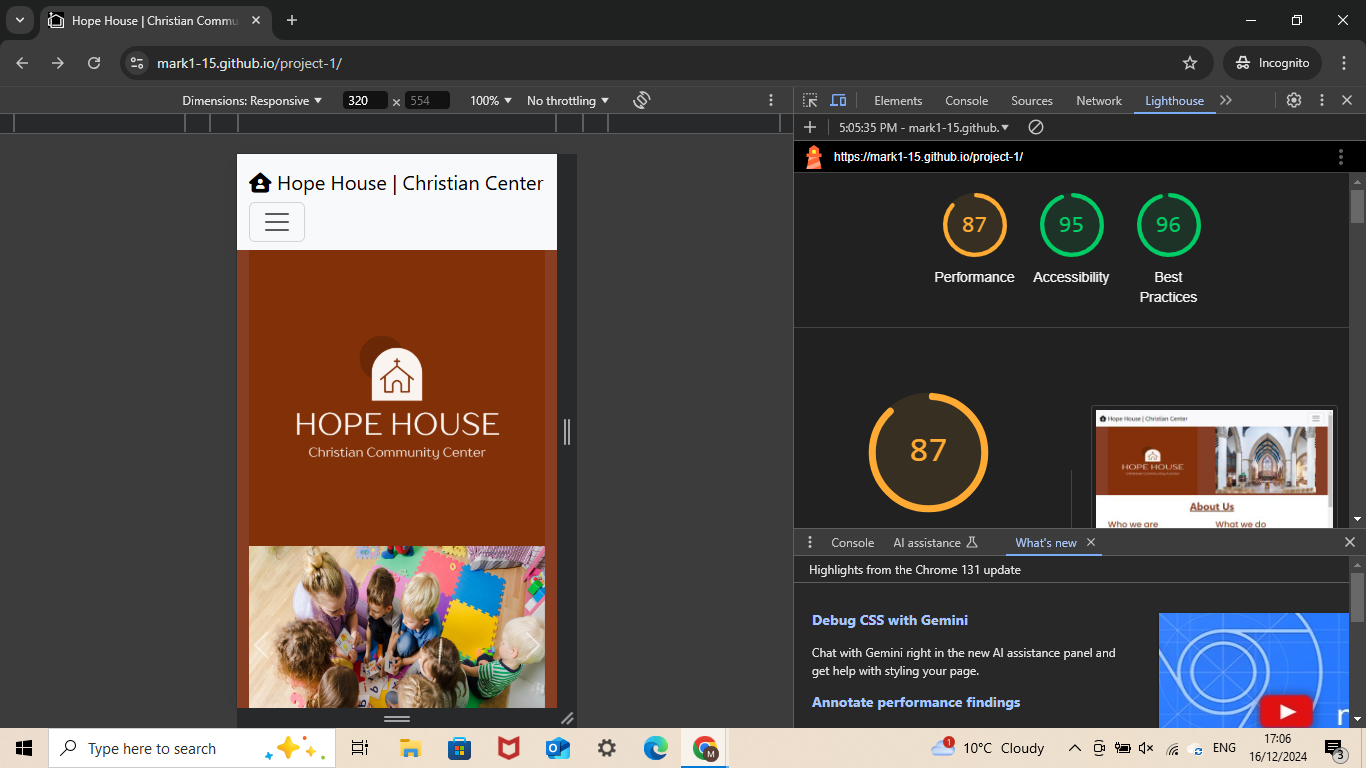 Hope House | Christian Commu
mark1-15.github.io/project-1/
Incognito
Dimensions: Responsive 320 × 554 100% No throttling
Elements Console Sources Network Lighthouse
5:05:35 PM - mark1-15.github.
https://mark1-15.github.io/project-1/
Hope House | Christian Center
HOPE HOUSE
Christian Community Center
87 95 96
Performance Accessibility Best
Practices
87
Hope House | Christian Center
HOPE HOUSE
About Us
Who we are What we do
Console AI assistance What's new
Highlights from the Chrome 131 update
Debug CSS with Gemini
Chat with Gemini right in the new AI assistance panel and
get help with styling your page.
Annotate performance findings
Type here to search
1 10°C Cloudy ENG
17:06
16/12/2024
3
M